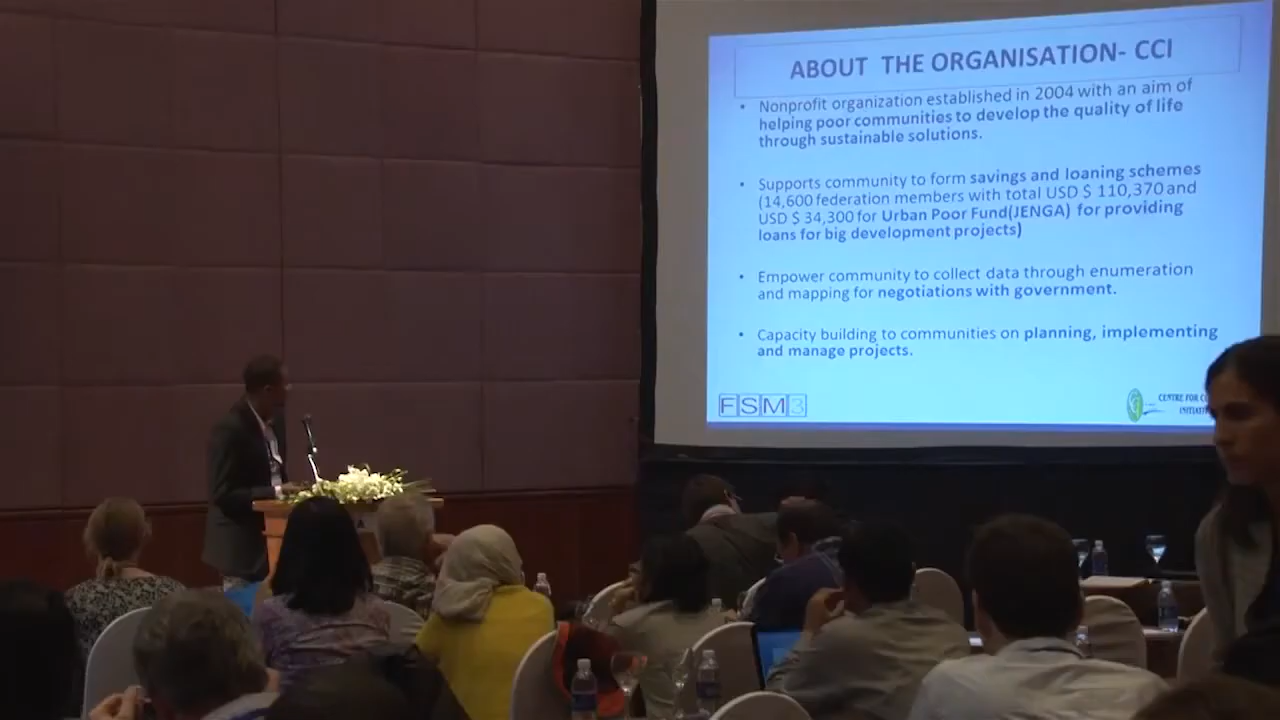 ABOUT THE ORGANISATION- CCI
• Nonprofit organization established in 2004 with an aim of
helping poor communities to develop the quality of life
through sustainable solutions.
• Supports community to form savings and loaning schemes
(14,600 federation members with total USD $ 110,370 and
USD $ 34,300 for Urban Poor Fund(JENGA) for providing
loans for big development projects)
• Empower community to collect data through enumeration
and mapping for negotiations with government.
• Capacity building to communities on planning, implementing
and manage projects.
FSM3
CENTRE FOR